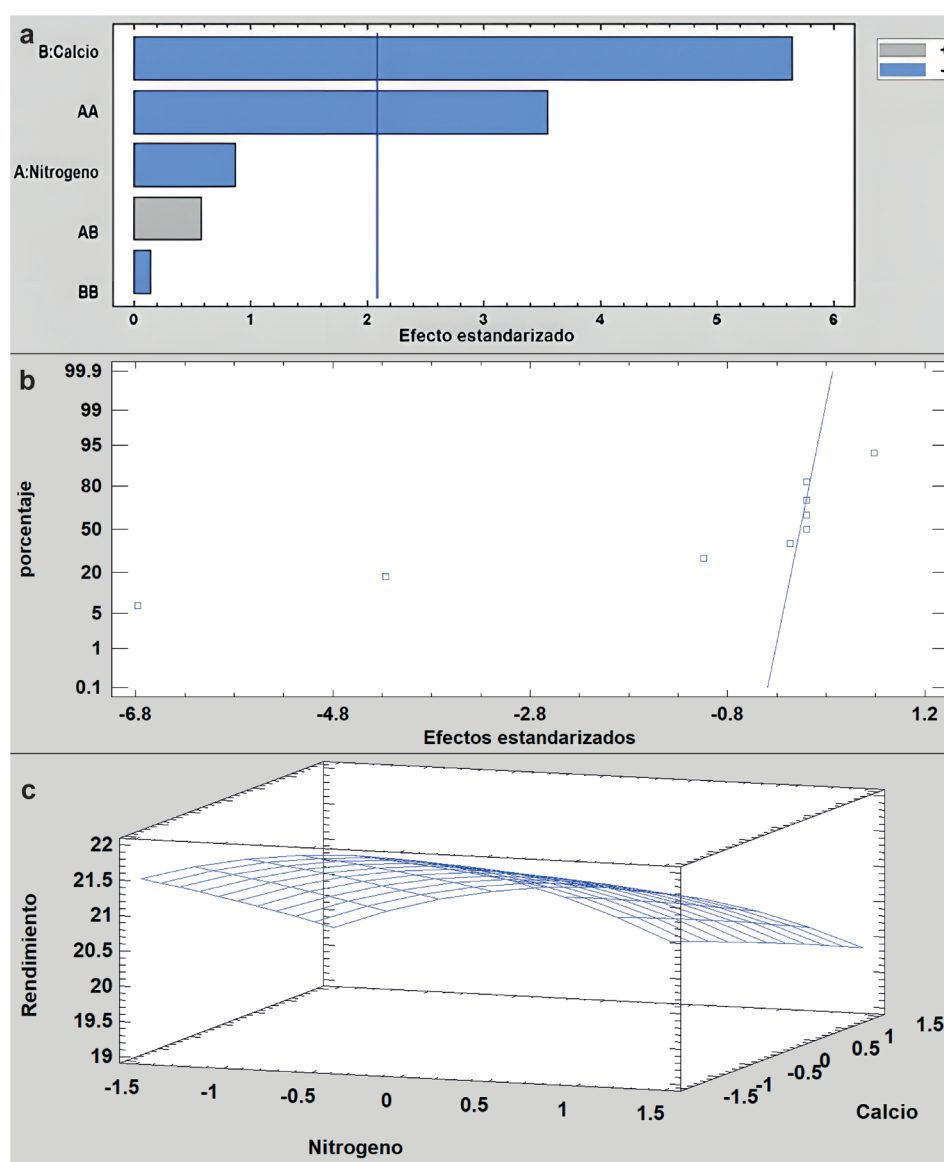 a
B:Calcio
AA
A:Nitrogeno
AB
BB
+
-
0 1 2 3 4 5 6
Efecto estandarizado
b
99.9
99
95
80
50
20
5
1
0.1
porcentaje
-6.8 -4.8 -2.8 -0.8 1.2
Efectos estandarizados
c
22
21.5
21
20.5
20
19.5
19
Rendimiento
-1.5 -1 -0.5 0 0.5 1 1.5
Nitrogeno
-1.5 -1 -0.5 0 0.5 1 1.5
Calcio